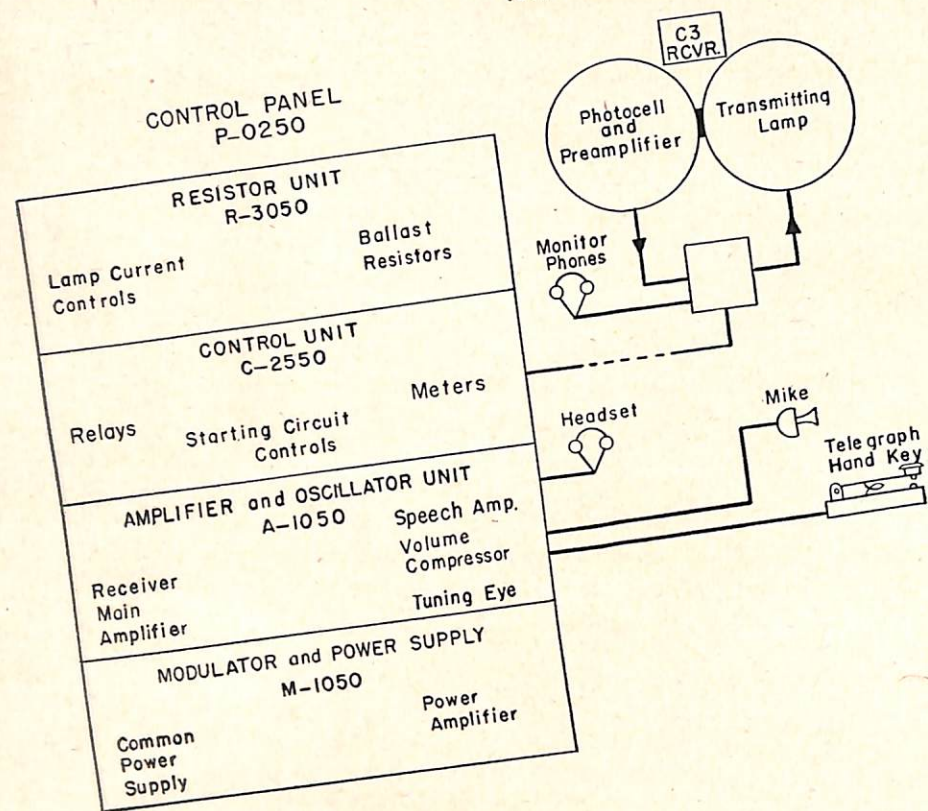 CONTROL PANEL
P-0250
RESISTOR UNIT
R-3050
Lamp Current
Controls
Ballast
Resistors
CONTROL UNIT
C-2550
Relays
Starting Circuit
Controls
Meters
AMPLIFIER and OSCILLATOR UNIT
A-1050
Receiver
Main
Amplifier
Speech Amp.
Volume
Compressor
Tuning Eye
MODULATOR and POWER SUPPLY
M-1050
Common
Power
Supply
Power
Amplifier
C3
RCVR.
Photocell
and
Preamplifier
Transmitting
Lamp
Monitor
Phones
Headset
Mike
Telegraph
Hand Key